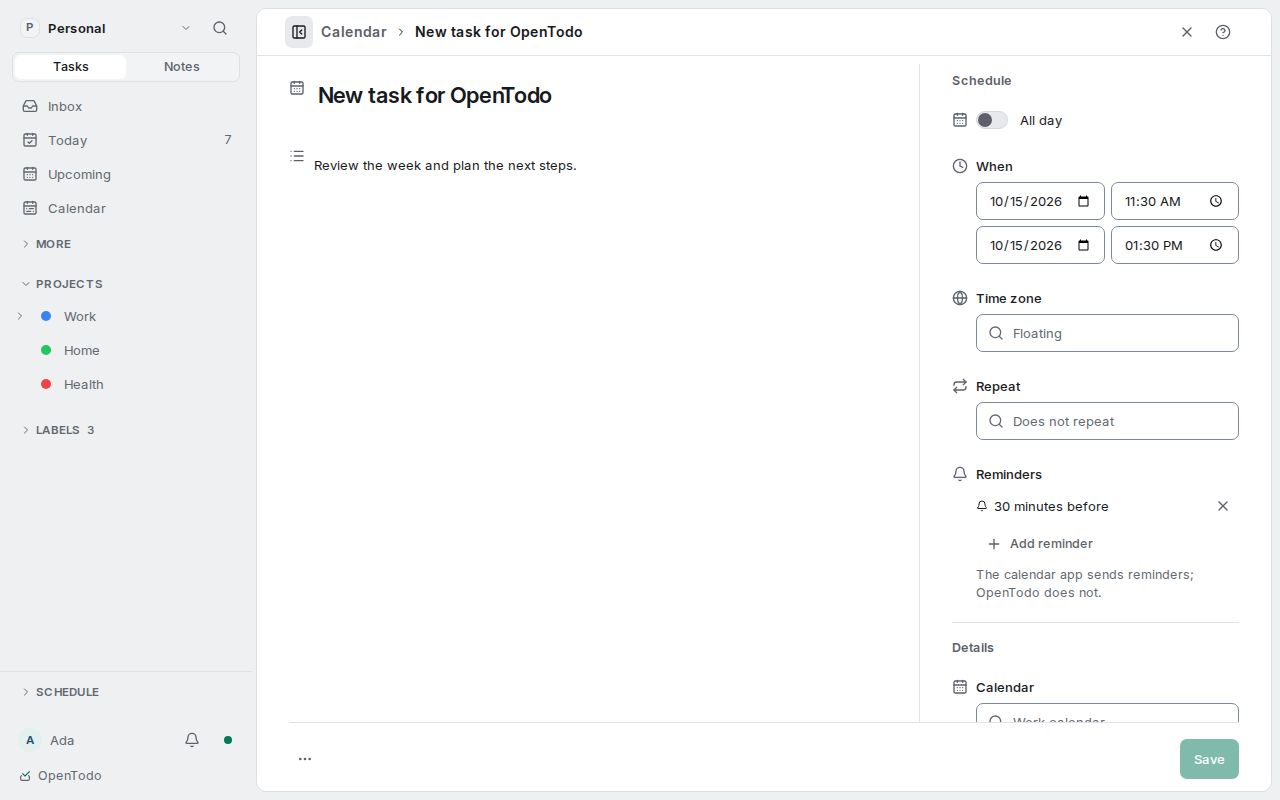 P Personal
Tasks Notes
Inbox
Today 7
Upcoming
Calendar
MORE
PROJECTS
Work
Home
Health
LABELS 3
SCHEDULE
A Ada
OpenTodo
Calendar New task for OpenTodo
New task for OpenTodo
Review the week and plan the next steps.
Schedule
All day
When
10/15/2026 11:30 AM
10/15/2026 01:30 PM
Time zone
Floating
Repeat
Does not repeat
Reminders
30 minutes before
Add reminder
The calendar app sends reminders;
OpenTodo does not.
Details
Calendar
Work calendar
Save